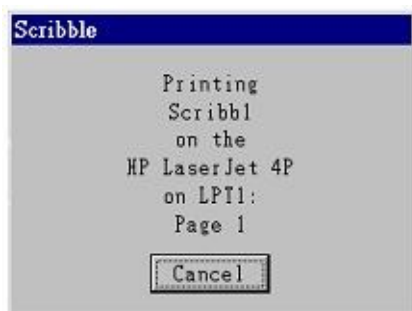 Scribble
Printing
Scribb1
on the
HP LaserJet 4P
on LPT1:
Page 1
Cancel